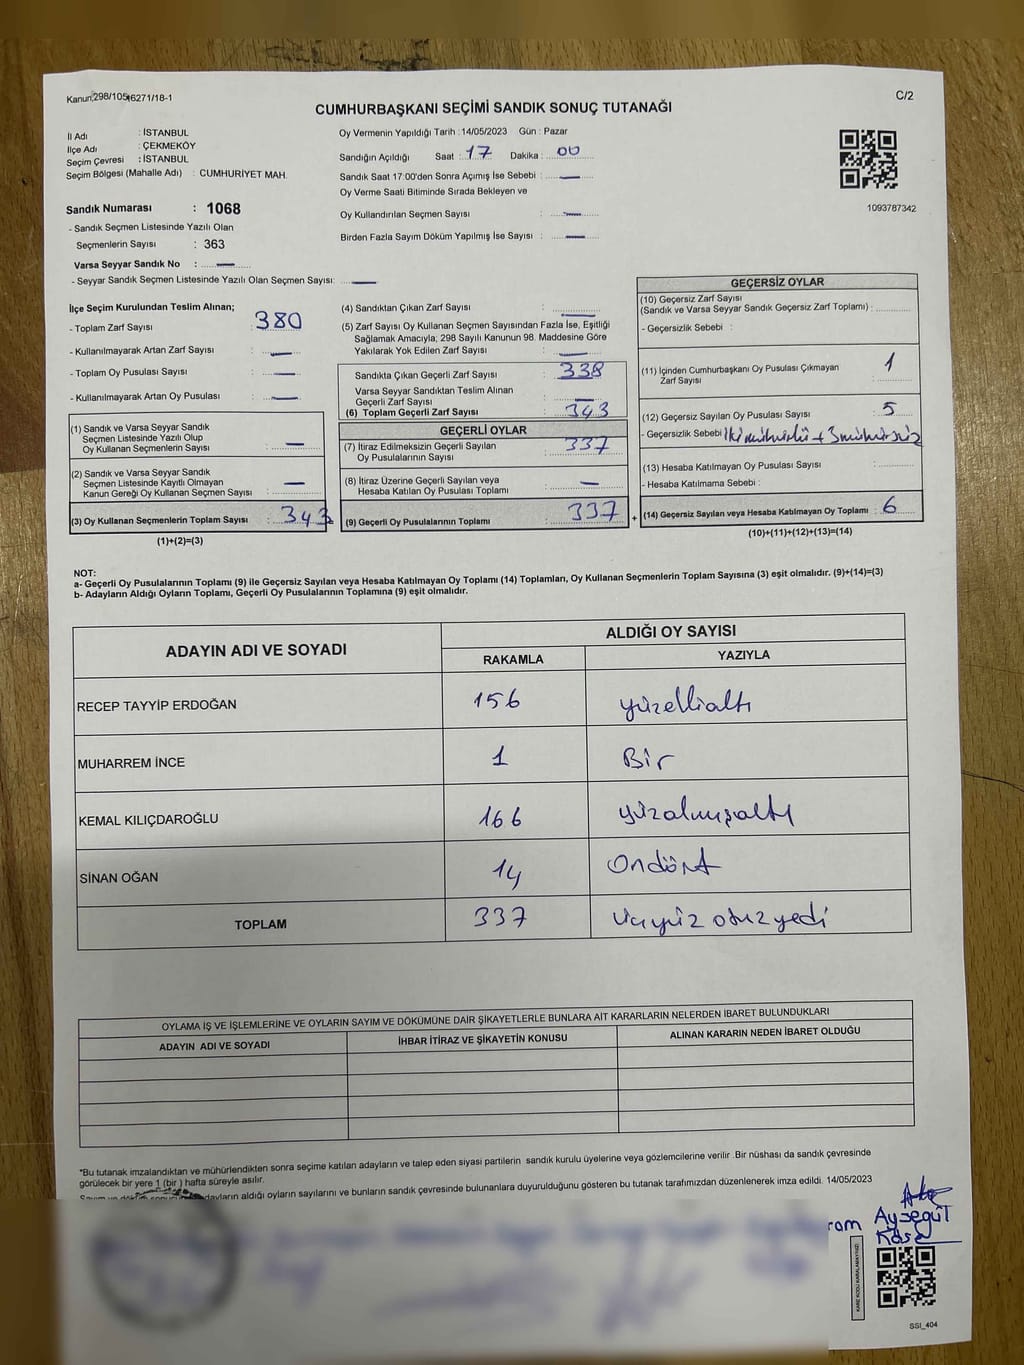 Kanun:298/105 6271/18-1
C/2
CUMHURBAŞKANI SEÇİMİ SANDIK SONUÇ TUTANAĞI
İl Adı : İSTANBUL
İlçe Adı : ÇEKMEKÖY
Seçim Çevresi : İSTANBUL
Seçim Bölgesi (Mahalle Adı) : CUMHURİYET MAH.
Sandık Numarası : 1068
- Sandık Seçmen Listesinde Yazılı Olan
Seçmenlerin Sayısı : 363
Varsa Seyyar Sandık No : —
- Seyyar Sandık Seçmen Listesinde Yazılı Olan Seçmen Sayısı: —
Oy Vermenin Yapıldığı Tarih : 14/05/2023 Gün : Pazar
Sandığın Açıldığı Saat : 17 Dakika : 00
Sandık Saat 17:00'den Sonra Açımış İse Sebebi : —
Oy Verme Saati Bitiminde Sırada Bekleyen ve
Oy Kullandırılan Seçmen Sayısı : —
Birden Fazla Sayım Döküm Yapılmış İse Sayısı : —
1093787342
İlçe Seçim Kurulundan Teslim Alınan;
- Toplam Zarf Sayısı : 380
- Kullanılmayarak Artan Zarf Sayısı : —
- Toplam Oy Pusulası Sayısı : —
- Kullanılmayarak Artan Oy Pusulası : —
(1) Sandık ve Varsa Seyyar Sandık
Seçmen Listesinde Yazılı Olup
Oy Kullanan Seçmenlerin Sayısı : —
(2) Sandık ve Varsa Seyyar Sandık
Seçmen Listesinde Kayıtlı Olmayan
Kanun Gereği Oy Kullanan Seçmen Sayısı : —
(3) Oy Kullanan Seçmenlerin Toplam Sayısı : 343
(1)+(2)=(3)
(4) Sandıktan Çıkan Zarf Sayısı : —
(5) Zarf Sayısı Oy Kullanan Seçmen Sayısından Fazla İse, Eşitliği
Sağlamak Amacıyla; 298 Sayılı Kanunun 98. Maddesine Göre
Yakılarak Yok Edilen Zarf Sayısı : —
Sandıkta Çıkan Geçerli Zarf Sayısı : 338
Varsa Seyyar Sandıktan Teslim Alınan
Geçerli Zarf Sayısı : —
(6) Toplam Geçerli Zarf Sayısı : 343
GEÇERLİ OYLAR
(7) İtiraz Edilmeksizin Geçerli Sayılan
Oy Pusulalarının Sayısı : 337
(8) İtiraz Üzerine Geçerli Sayılan veya
Hesaba Katılan Oy Pusulası Toplamı : —
(9) Geçerli Oy Pusulalarının Toplamı : 337
+
GEÇERSİZ OYLAR
(10) Geçersiz Zarf Sayısı
(Sandık ve Varsa Seyyar Sandık Geçersiz Zarf Toplamı) :
- Geçersizlik Sebebi :
(11) İçinden Cumhurbaşkanı Oy Pusulası Çıkmayan
Zarf Sayısı : 1
(12) Geçersiz Sayılan Oy Pusulası Sayısı : 5
- Geçersizlik Sebebi İki mühürlü + 3 mühürsüz
(13) Hesaba Katılmayan Oy Pusulası Sayısı :
- Hesaba Katılmama Sebebi :
(14) Geçersiz Sayılan veya Hesaba Katılmayan Oy Toplamı : 6
(10)+(11)+(12)+(13)=(14)
NOT:
a- Geçerli Oy Pusulalarının Toplamı (9) ile Geçersiz Sayılan veya Hesaba Katılmayan Oy Toplamı (14) Toplamları, Oy Kullanan Seçmenlerin Toplam Sayısına (3) eşit olmalıdır. (9)+(14)=(3)
b- Adayların Aldığı Oyların Toplamı, Geçerli Oy Pusulalarının Toplamına (9) eşit olmalıdır.
ADAYIN ADI VE SOYADI
ALDIĞI OY SAYISI
RAKAMLA YAZIYLA
RECEP TAYYİP ERDOĞAN 156 yüzellialtı
MUHARREM İNCE 1 Bir
KEMAL KILIÇDAROĞLU 166 yüzaltmışaltı
SİNAN OĞAN 14 Ondört
TOPLAM 337 üçyüz otuzyedi
OYLAMA İŞ VE İŞLEMLERİNE VE OYLARIN SAYIM VE DÖKÜMÜNE DAİR ŞİKAYETLERLE BUNLARA AİT KARARLARIN NELERDEN İBARET BULUNDUKLARI
ADAYIN ADI VE SOYADI İHBAR İTİRAZ VE ŞİKAYETİN KONUSU ALINAN KARARIN NEDEN İBARET OLDUĞU
*Bu tutanak imzalandıktan ve mühürlendikten sonra seçime katılan adayların ve talep eden siyasi partilerin sandık kurulu üyelerine veya gözlemcilerine verilir .Bir nüshası da sandık çevresinde
görülecek bir yere 1 (bir ) hafta süreyle asılır.
adayların aldığı oyların sayılarını ve bunların sandık çevresinde bulunanlara duyurulduğunu gösteren bu tutanak tarafımızdan düzenlenerek imza edildi. 14/05/2023
Ayşegül
Köse
KARE KODU KARALAMAYINIZ!
SSI_404